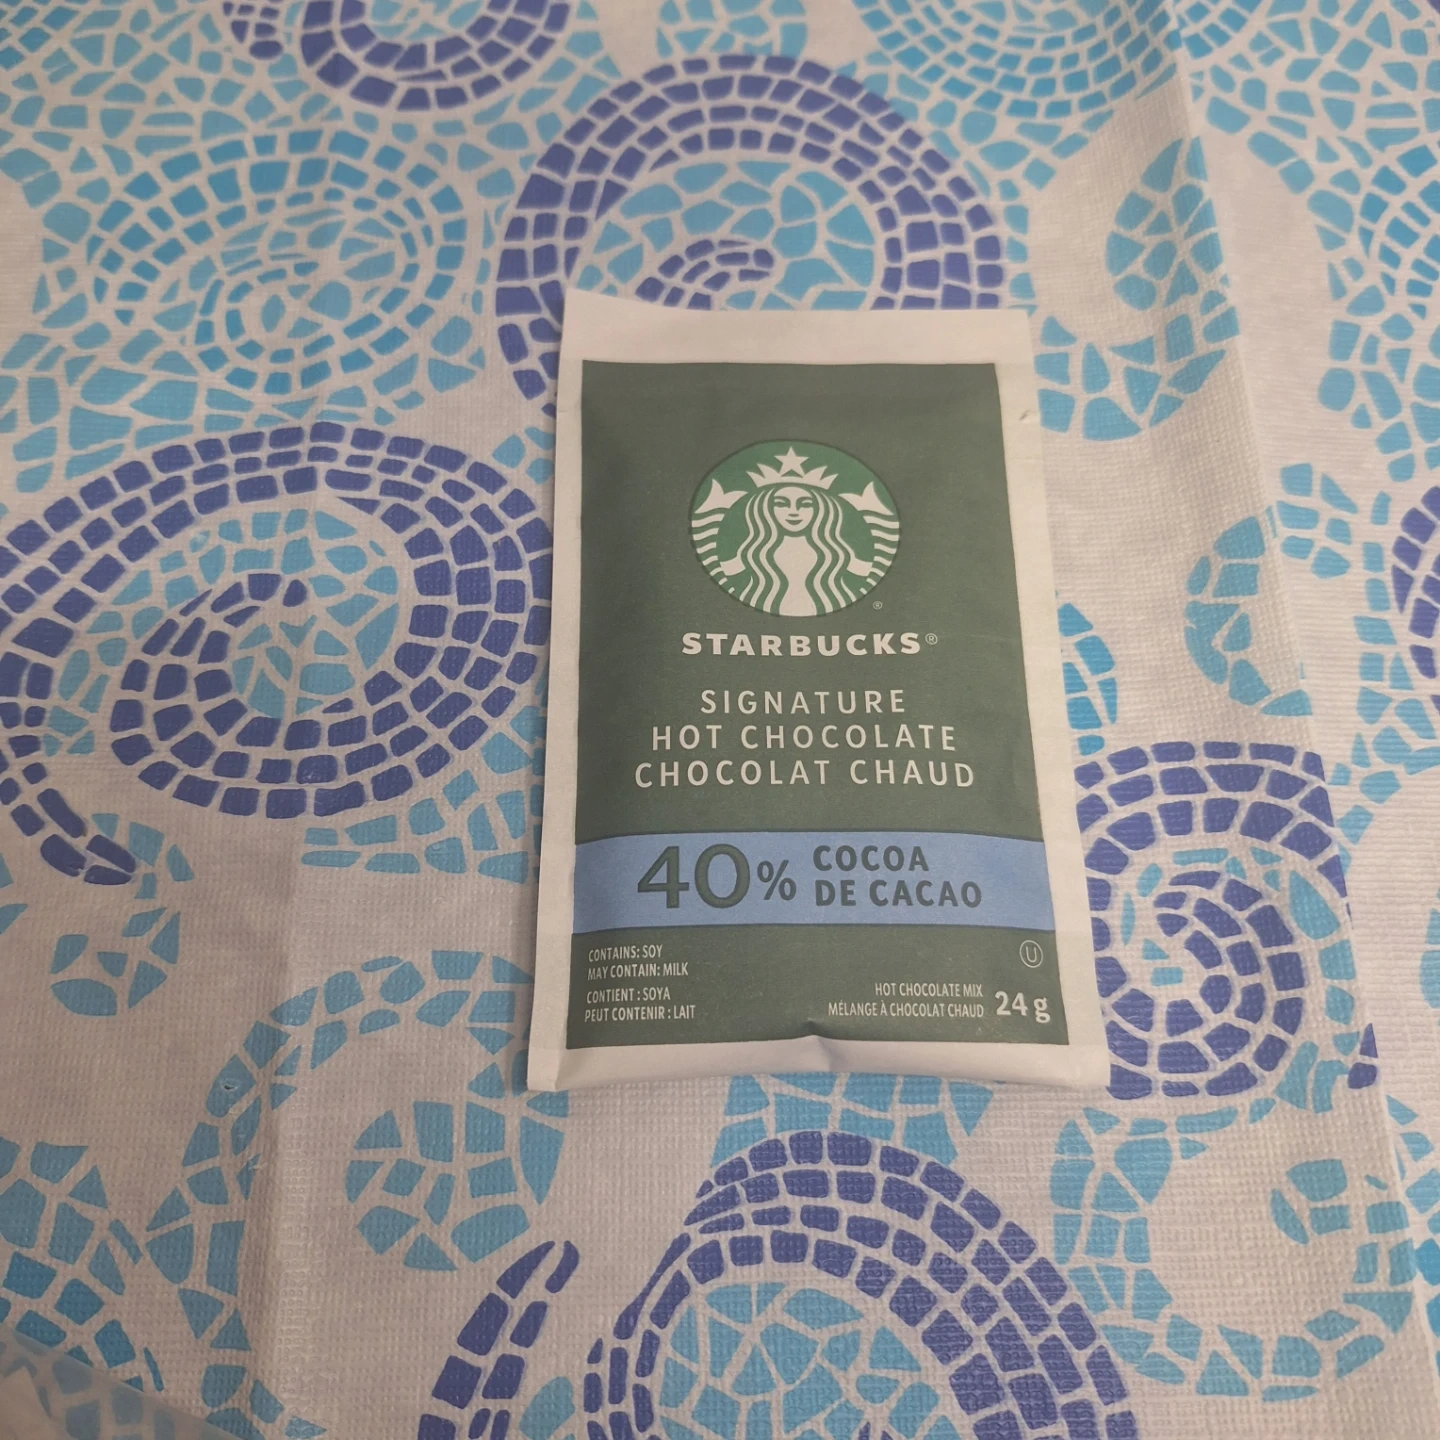 ®
STARBUCKS®
SIGNATURE
HOT CHOCOLATE
CHOCOLAT CHAUD
40% COCOA
DE CACAO
CONTAINS: SOY
MAY CONTAIN: MILK
CONTIENT : SOYA
PEUT CONTENIR : LAIT
U
HOT CHOCOLATE MIX
MÉLANGE À CHOCOLAT CHAUD 24 g